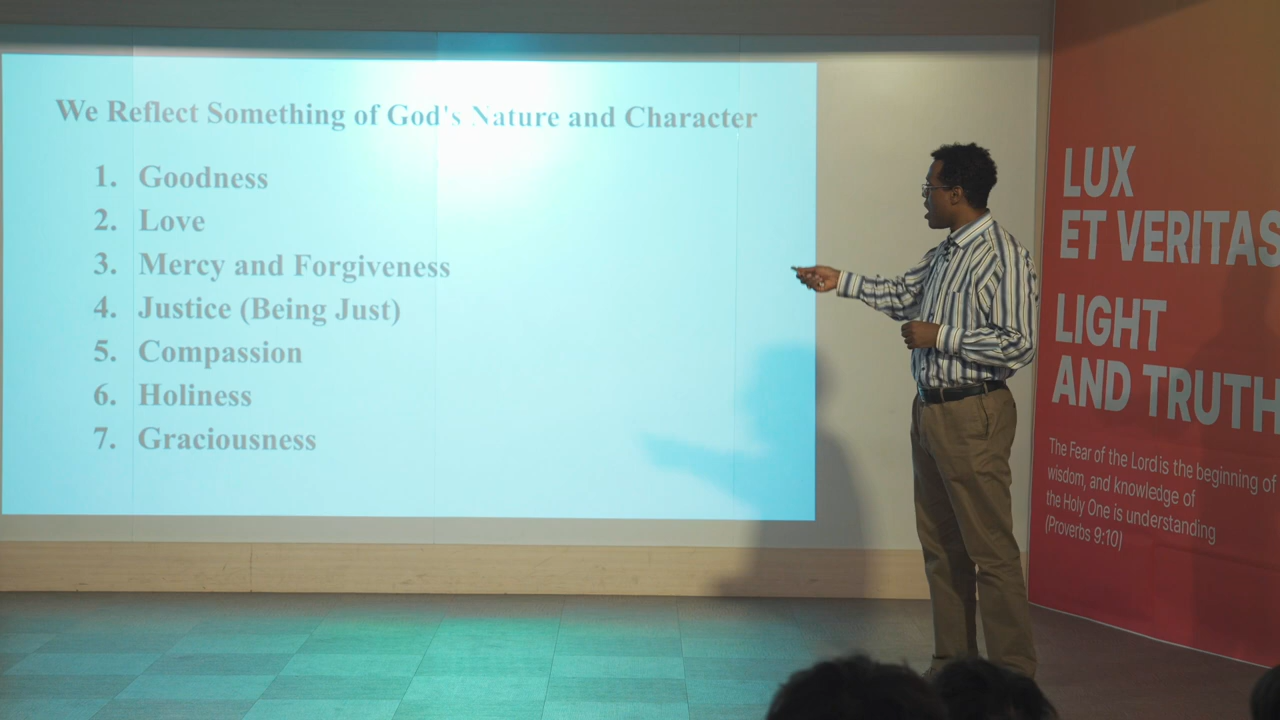 We Reflect Something of God's Nature and Character
1. Goodness
2. Love
3. Mercy and Forgiveness
4. Justice (Being Just)
5. Compassion
6. Holiness
7. Graciousness
LUX
ET VERITAS
LIGHT
AND TRUTH
The Fear of the Lord is the beginning of
wisdom, and knowledge of
the Holy One is understanding
(Proverbs 9:10)